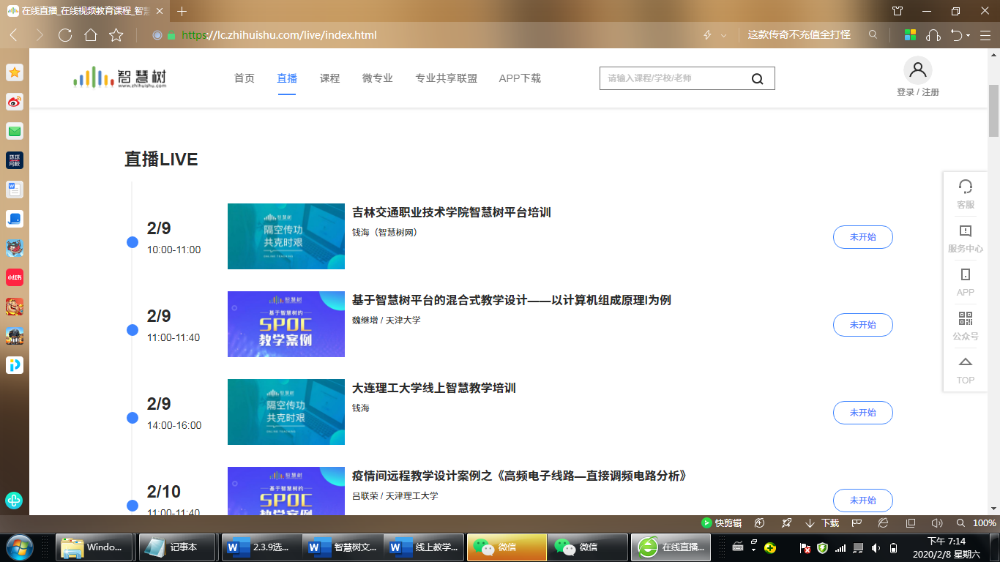 在线直播_在线视频教育课程_智慧
https://lc.zhihuishu.com/live/index.html
这款传奇不充值全打怪
智慧树
www.zhihuishu.com
首页 直播 课程 微专业 专业共享联盟 APP下载
请输入课程/学校/老师
登录 / 注册
环球网校
小红书
直播LIVE
2/9
10:00-11:00
智慧树
隔空传功
共克时艰
ONLINE TEACHING
吉林交通职业技术学院智慧树平台培训
钱海（智慧树网）
未开始
2/9
11:00-11:40
智慧树
基于智慧树的
SPOC
教学案例
基于智慧树平台的混合式教学设计——以计算机组成原理I为例
魏继增 / 天津大学
未开始
2/9
14:00-16:00
智慧树
隔空传功
共克时艰
ONLINE TEACHING
大连理工大学线上智慧教学培训
钱海
未开始
2/10
11:00-11:40
智慧树
基于智慧树的
SPOC
教学案例
疫情间远程教学设计案例之《高频电子线路—直接调频电路分析》
吕联荣 / 天津理工大学
未开始
客服
服务中心
APP
公众号
TOP
快剪辑 下载 100%
Windo... 记事本 2.3.9选... 智慧树文... 线上教学... 微信 微信 在线直播...
下午 7:14
2020/2/8 星期六